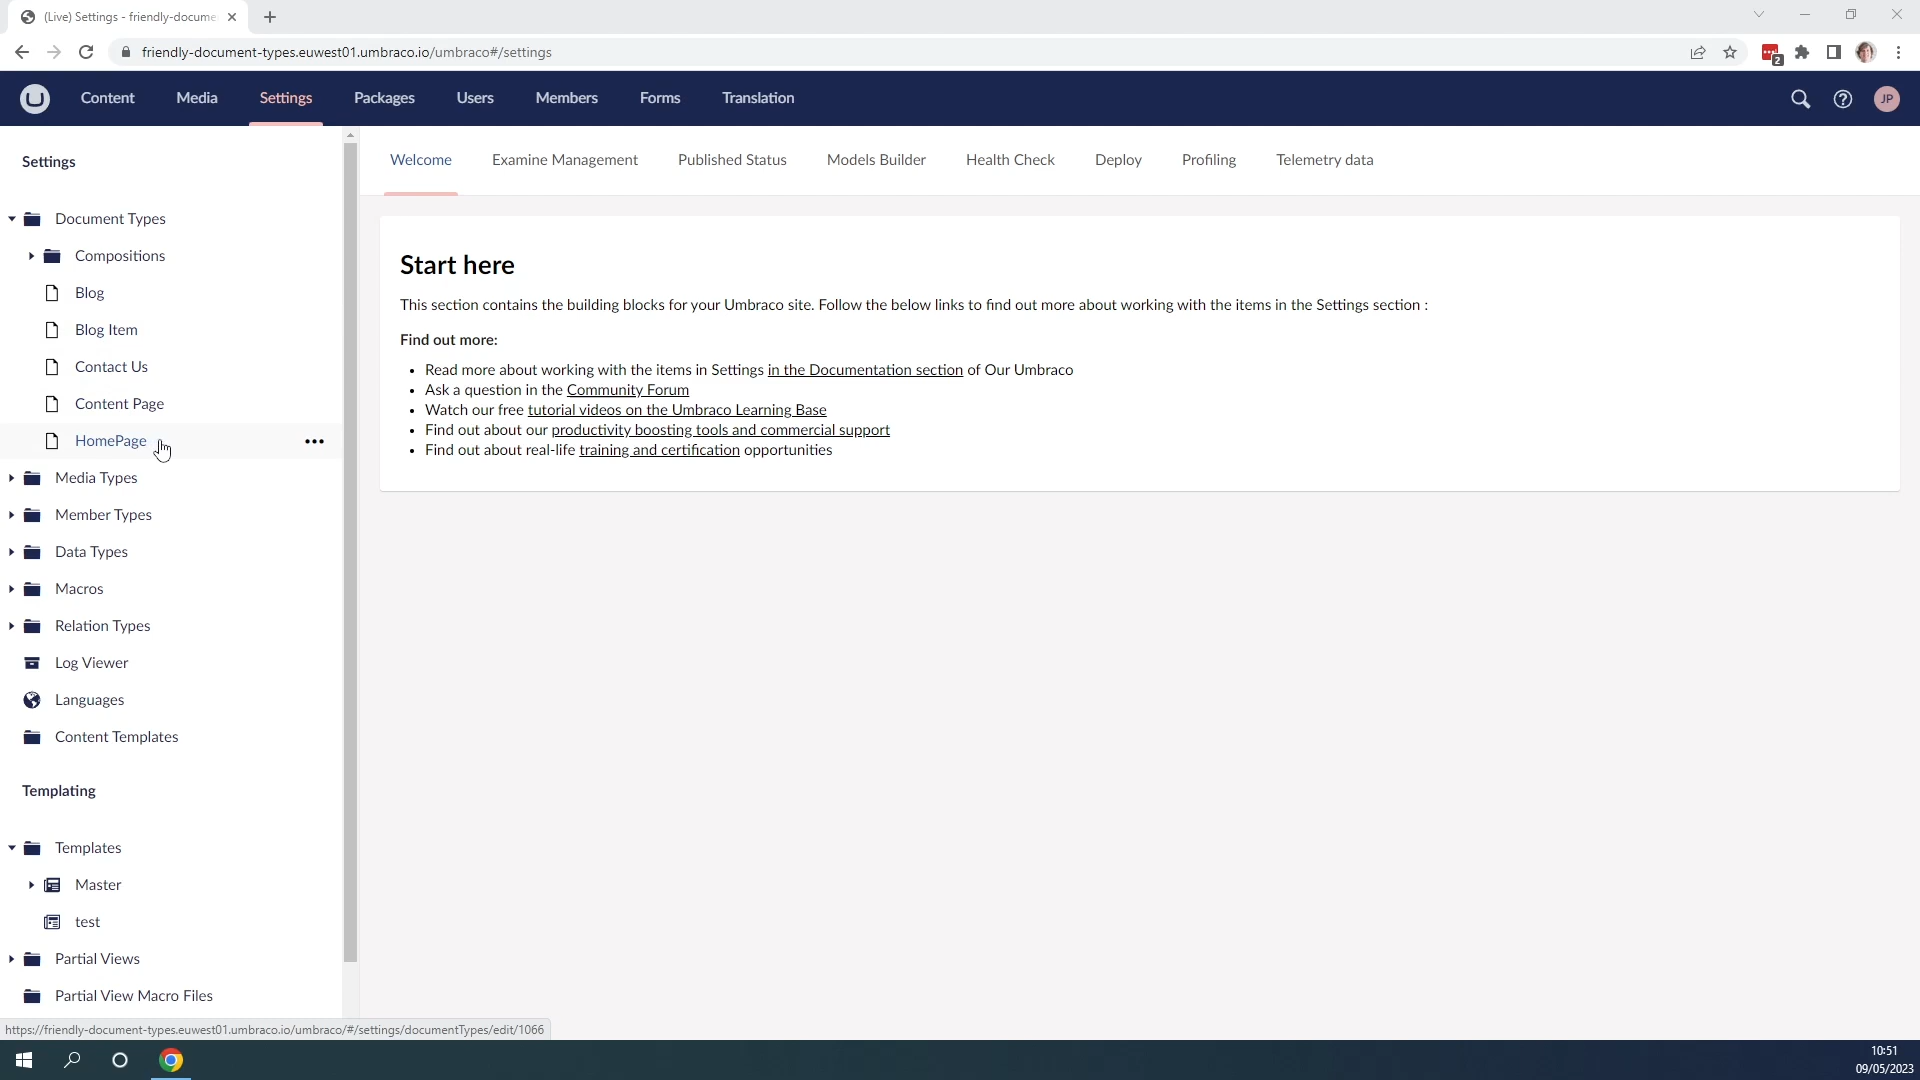 (Live) Settings - friendly-docume
friendly-document-types.euwest01.umbraco.io/umbraco#/settings
2
Content Media Settings Packages Users Members Forms Translation
JP
Settings
Document Types
Compositions
Blog
Blog Item
Contact Us
Content Page
HomePage
Media Types
Member Types
Data Types
Macros
Relation Types
Log Viewer
Languages
Content Templates
Templating
Templates
Master
test
Partial Views
Partial View Macro Files
Welcome Examine Management Published Status Models Builder Health Check Deploy Profiling Telemetry data
Start here
This section contains the building blocks for your Umbraco site. Follow the below links to find out more about working with the items in the Settings section :
Find out more:
• Read more about working with the items in Settings in the Documentation section of Our Umbraco
• Ask a question in the Community Forum
• Watch our free tutorial videos on the Umbraco Learning Base
• Find out about our productivity boosting tools and commercial support
• Find out about real-life training and certification opportunities
https://friendly-document-types.euwest01.umbraco.io/umbraco/#/settings/documentTypes/edit/1066
10:51
09/05/2023